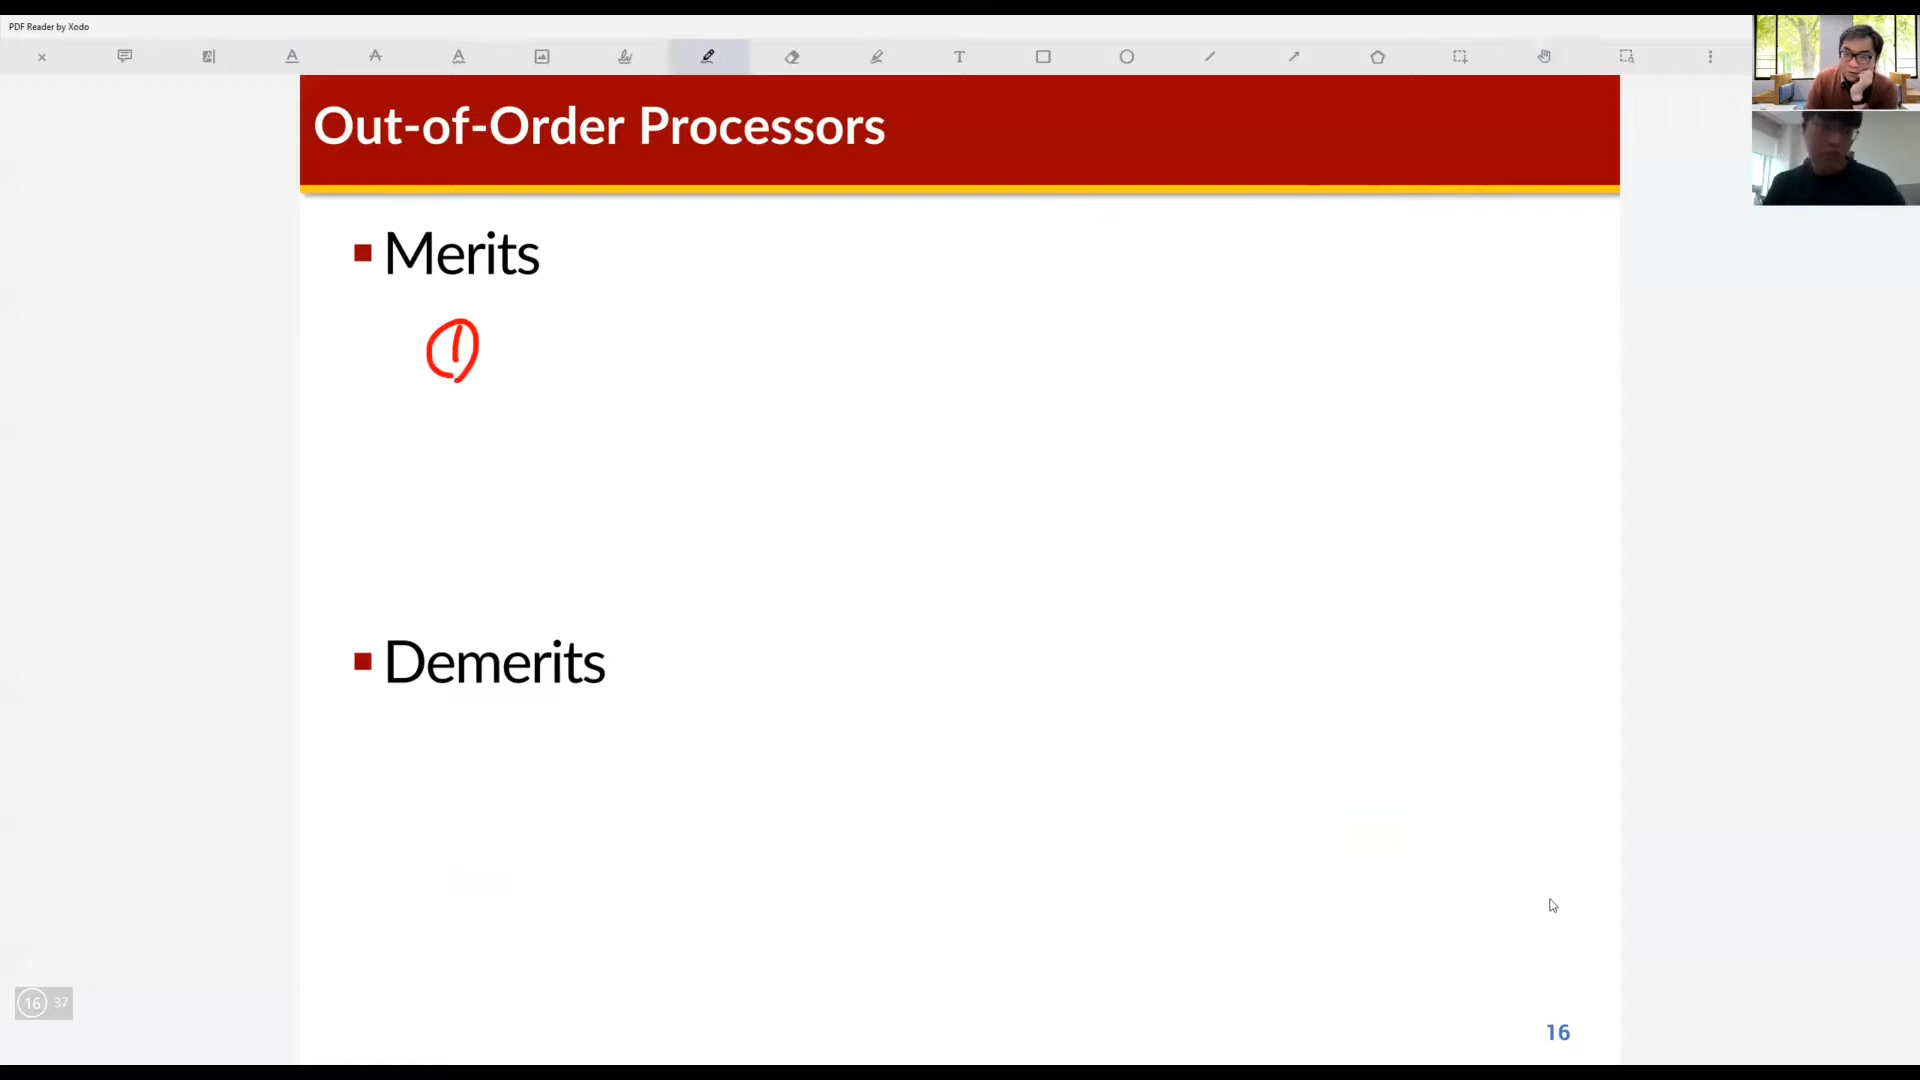 PDF Reader by Xodo
Out-of-Order Processors
Merits
①
Demerits
16 37
16